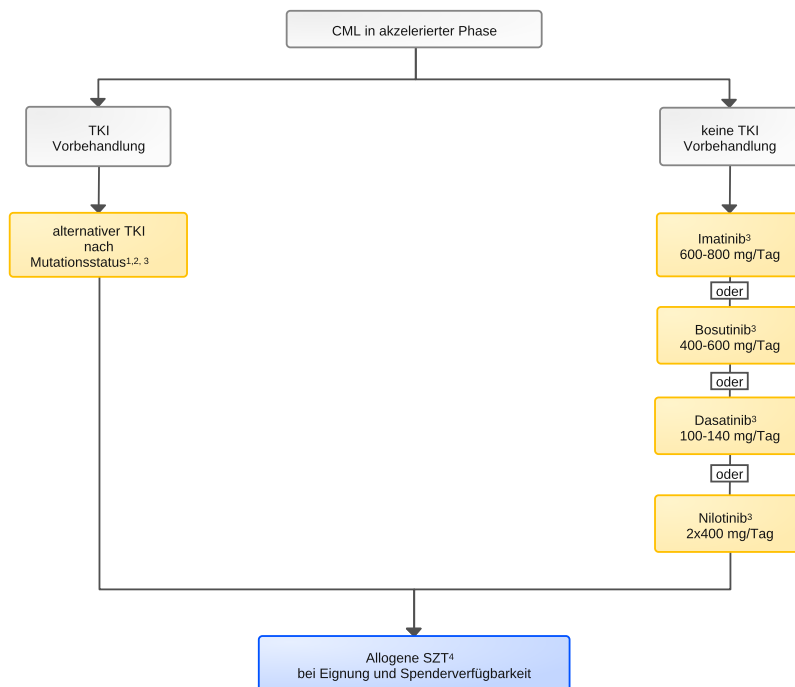 CML in akzelerierter Phase
TKI
Vorbehandlung
keine TKI
Vorbehandlung
alternativer TKI
nach
Mutationsstatus¹,², ³
Imatinib³
600-800 mg/Tag
oder
Bosutinib³
400-600 mg/Tag
oder
Dasatinib³
100-140 mg/Tag
oder
Nilotinib³
2x400 mg/Tag
Allogene SZT⁴
bei Eignung und Spenderverfügbarkeit